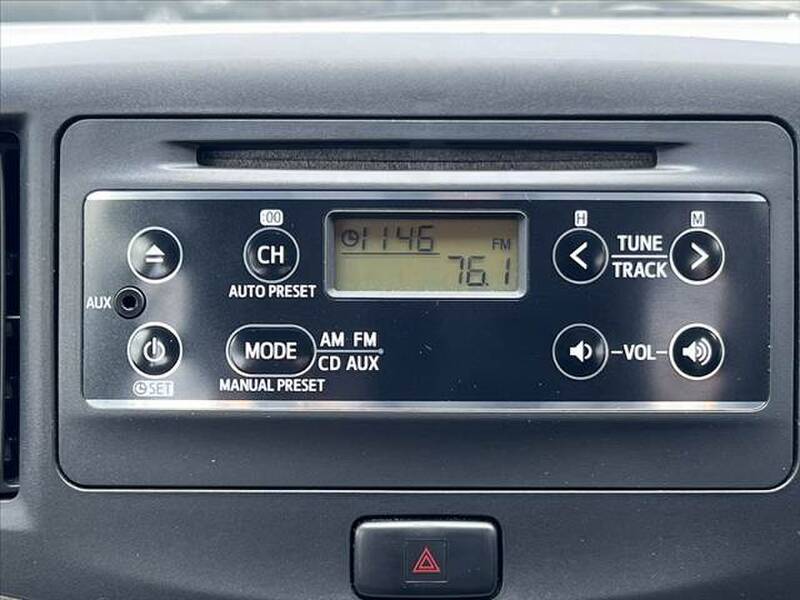 :00
H
M
CH
AUTO PRESET
1146
FM
76.1
TUNE
TRACK
AUX
MODE
AM FM
CD AUX
MANUAL PRESET
VOL
SET